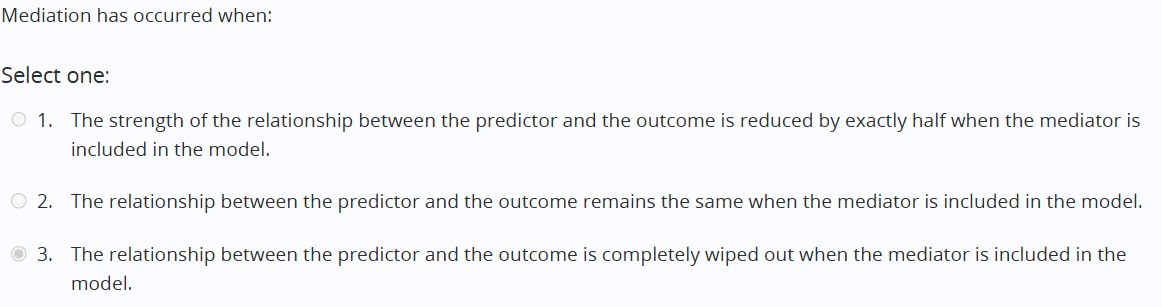 Mediation has occurred when:
Select one:
1. The strength of the relationship between the predictor and the outcome is reduced by exactly half when the mediator is
included in the model.
2. The relationship between the predictor and the outcome remains the same when the mediator is included in the model.
3. The relationship between the predictor and the outcome is completely wiped out when the mediator is included in the
model.